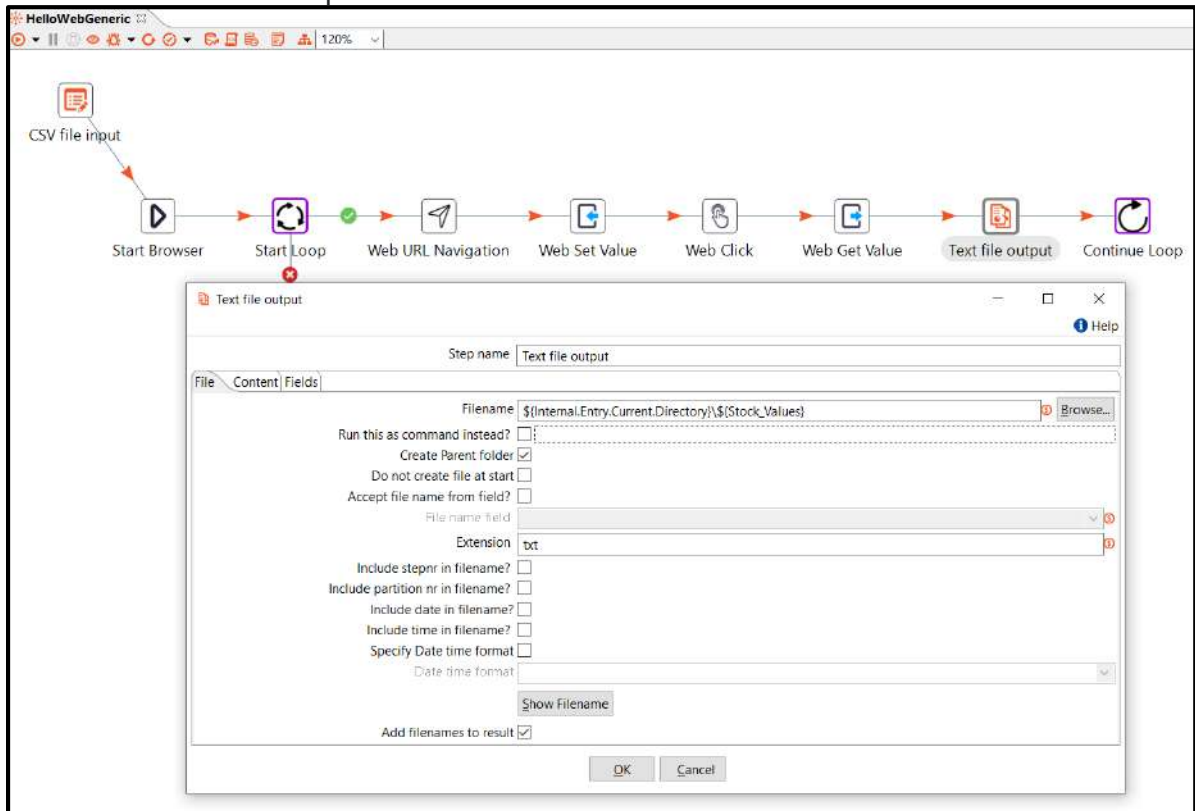 HelloWebGeneric
120%
CSV file input
Start Browser
Start Loop
Web URL Navigation
Web Set Value
Web Click
Web Get Value
Text file output
Continue Loop
Text file output
Help
Step name Text file output
File Content Fields
Filename ${Internal.Entry.Current.Directory}\${Stock_Values} Browse...
Run this as command instead?
Create Parent folder
Do not create file at start
Accept file name from field?
File name field
Extension txt
Include stepnr in filename?
Include partition nr in filename?
Include date in filename?
Include time in filename?
Specify Date time format
Date time format
Show Filename
Add filenames to result
OK Cancel